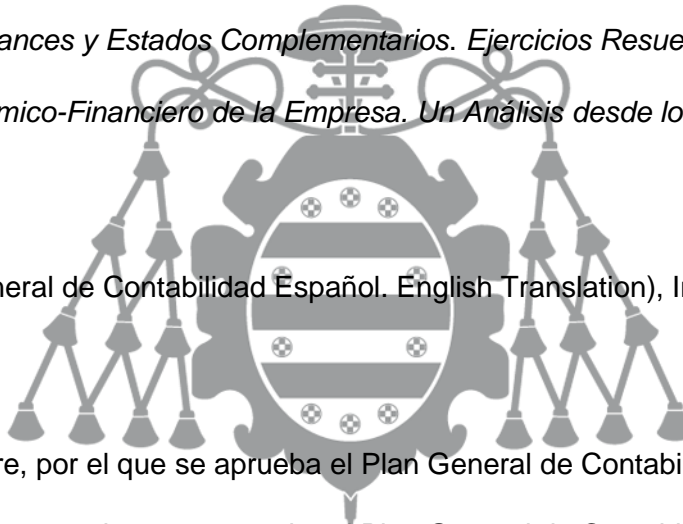 ances y Estados Complementarios. Ejercicios Resue
mico-Financiero de la Empresa. Un Análisis desde lo
neral de Contabilidad Español. English Translation), I
re, por el que se aprueba el Plan General de Contabi